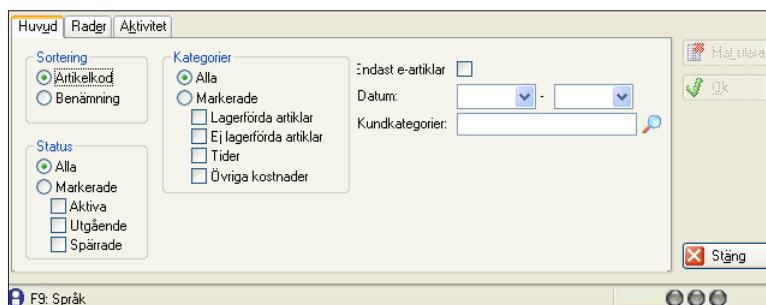 Huvud Rader Aktivitet
Sortering
Artikelkod
Benämning
Status
Alla
Markerade
Aktiva
Utgående
Spärrade
Kategorier
Alla
Markerade
Lagerförda artiklar
Ej lagerförda artiklar
Tider
Övriga kostnader
Endast e-artiklar
Datum: -
Kundkategorier:
Ok
Stäng
F9: Språk